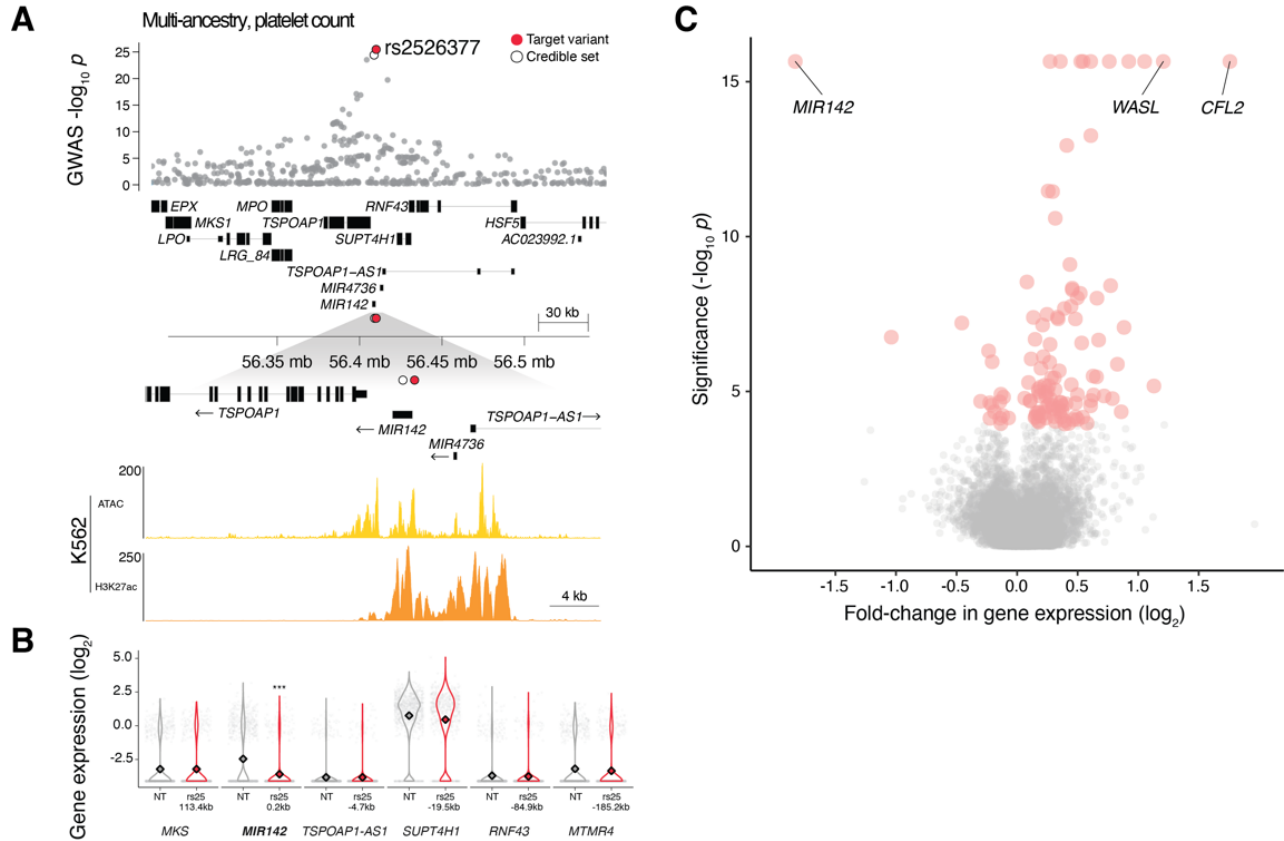 A
Multi-ancestry, platelet count
GWAS -log10 p
25
20
15
10
5
0
rs2526377
Target variant
Credible set
EPX
MPO
RNF43
MKS1
TSPOAP1
HSF5
LPO
SUPT4H1
AC023992.1
LRG_84
TSPOAP1-AS1
MIR4736
MIR142
30 kb
56.35 mb
56.4 mb
56.45 mb
56.5 mb
← TSPOAP1
TSPOAP1-AS1 →
← MIR142
MIR4736
←
K562
200
ATAC
250
H3K27ac
4 kb
B
Gene expression (log2)
5.0
2.5
0.0
-2.5
***
NT rs25 NT rs25 NT rs25 NT rs25 NT rs25 NT rs25
113.4kb 0.2kb -4.7kb -19.5kb -84.9kb -185.2kb
MKS MIR142 TSPOAP1-AS1 SUPT4H1 RNF43 MTMR4
C
Significance (-log10 p)
15
10
5
0
MIR142
WASL
CFL2
-1.5 -1.0 -0.5 0.0 0.5 1.0 1.5
Fold-change in gene expression (log2)